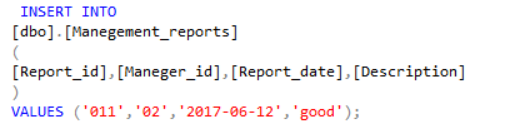 INSERT INTO
[dbo].[Manegement_reports]
(
[Report_id],[Maneger_id],[Report_date],[Description]
)
VALUES ('011','02','2017-06-12','good');